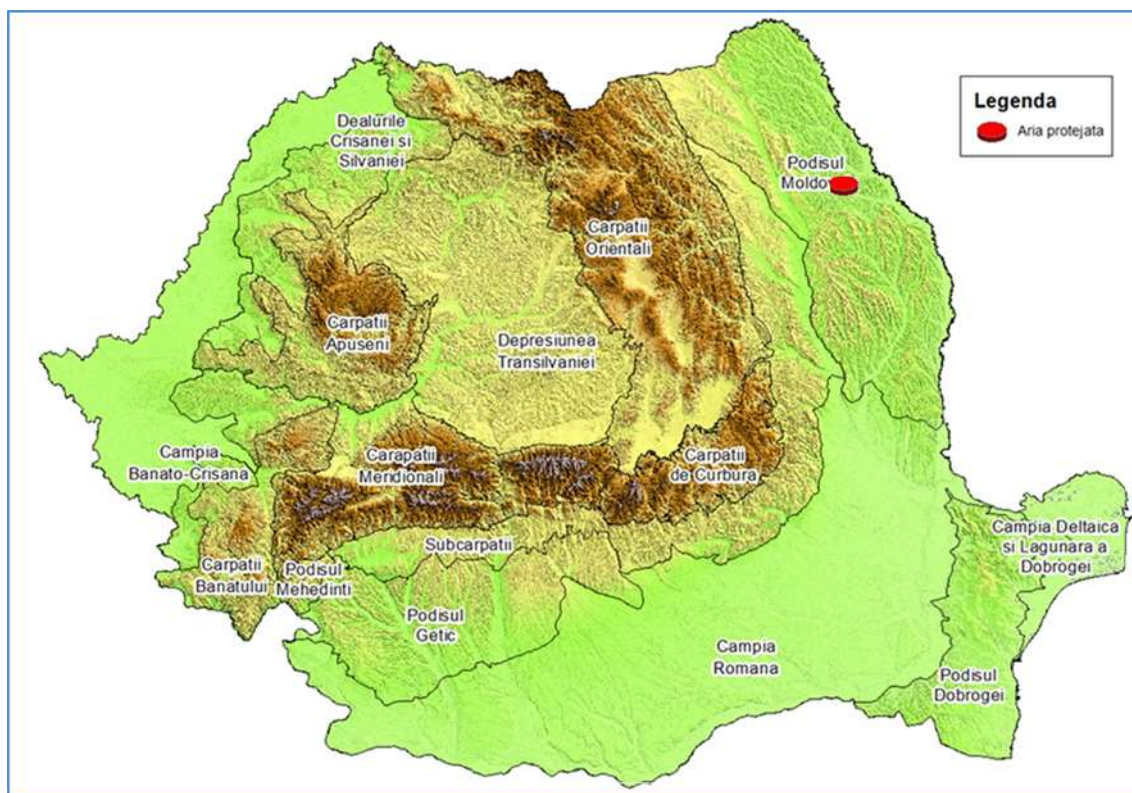 Legenda
Aria protejata
Dealurile
Crisanei si
Silvaniei
Podisul
Moldov
Carpatii
Orientali
Carpatii
Apuseni
Depresiunea
Transilvaniei
Campia
Banato-Crisana
Carapatii
Meridionali
Carpatii
de Curbura
Subcarpatii
Campia Deltaica
si Lagunara a
Dobrogei
Carpatii
Banatului
Podisul
Mehedinti
Podisul
Getic
Campia
Romana
Podisul
Dobrogei